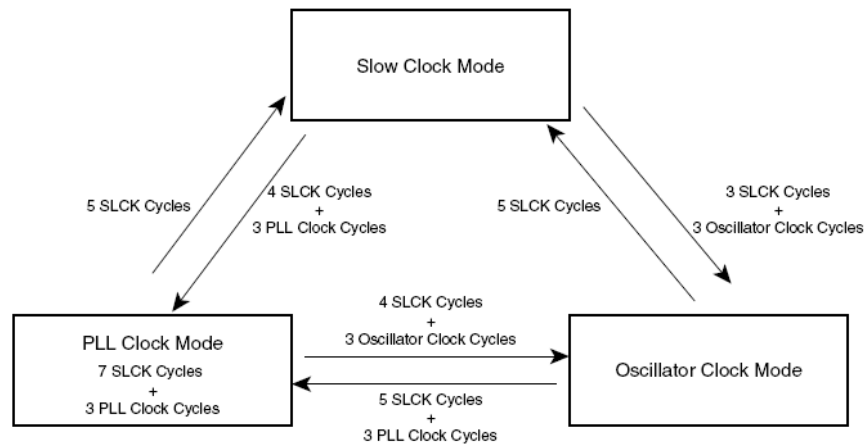 Slow Clock Mode
5 SLCK Cycles
4 SLCK Cycles
+
3 PLL Clock Cycles
5 SLCK Cycles
3 SLCK Cycles
+
3 Oscillator Clock Cycles
PLL Clock Mode
7 SLCK Cycles
+
3 PLL Clock Cycles
4 SLCK Cycles
+
3 Oscillator Clock Cycles
5 SLCK Cycles
+
3 PLL Clock Cycles
Oscillator Clock Mode